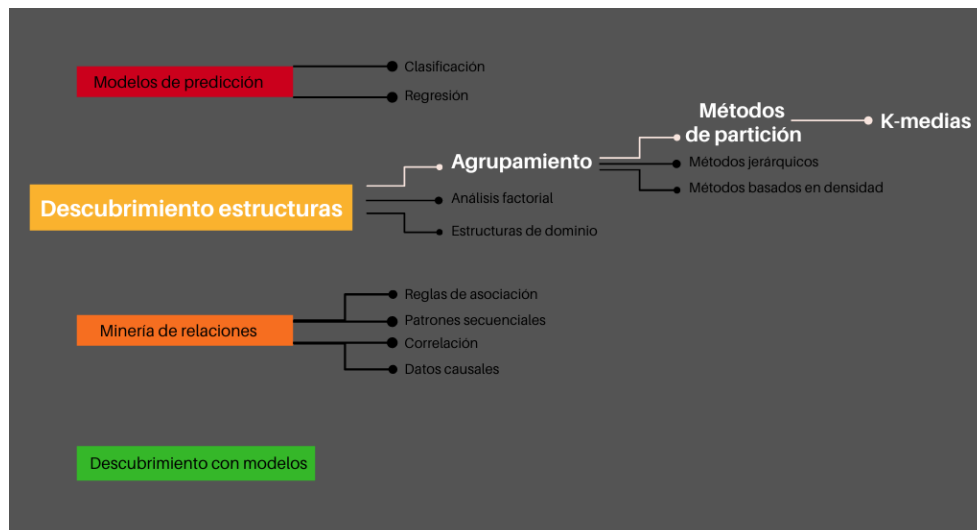 Modelos de predicción
Clasificación
Regresión
Descubrimiento estructuras
Agrupamiento
Análisis factorial
Estructuras de dominio
Métodos
de partición
Métodos jerárquicos
Métodos basados en densidad
K-medias
Minería de relaciones
Reglas de asociación
Patrones secuenciales
Correlación
Datos causales
Descubrimiento con modelos